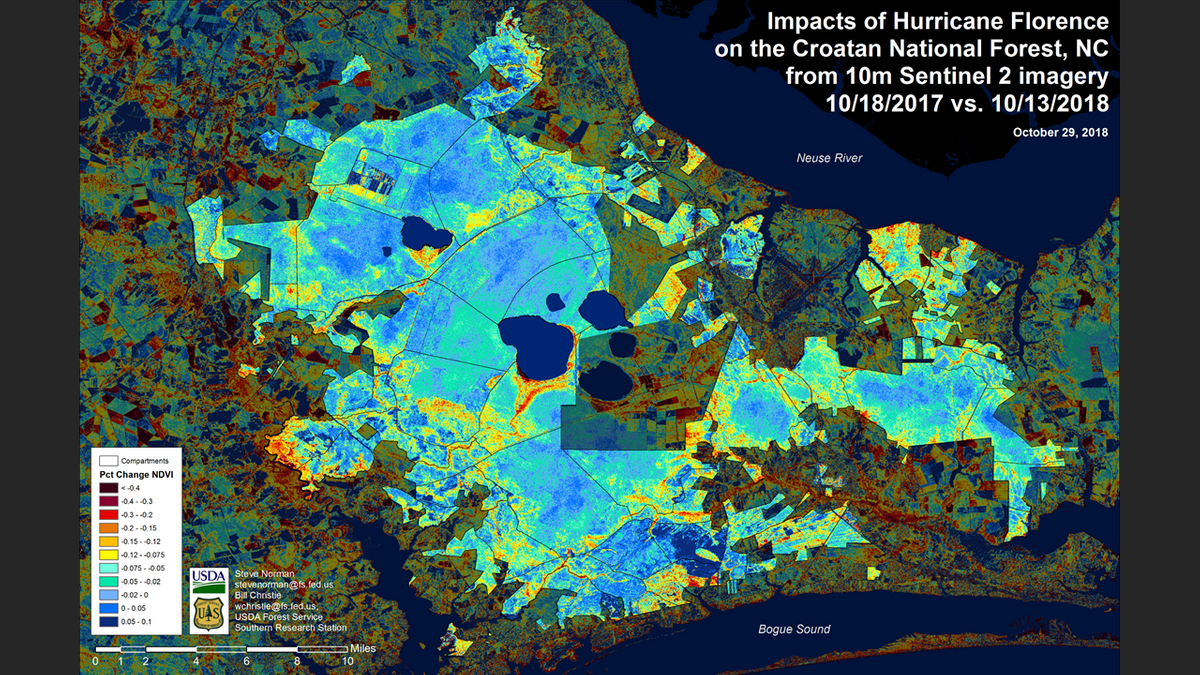 Impacts of Hurricane Florence
on the Croatan National Forest, NC
from 10m Sentinel 2 imagery
10/18/2017 vs. 10/13/2018
October 29, 2018
Neuse River
Bogue Sound
Compartments
Pct Change NDVI
< -0.4
-0.4 - -0.3
-0.3 - -0.2
-0.2 - -0.15
-0.15 - -0.12
-0.12 - -0.075
-0.075 - -0.05
-0.05 - -0.02
-0.02 - 0
0 - 0.05
0.05 - 0.1
USDA
U S
Steve Norman
stevenorman@fs.fed.us
Bill Christie
wchristie@fs.fed.us
USDA Forest Service
Southern Research Station
Miles
0 1 2 4 6 8 10